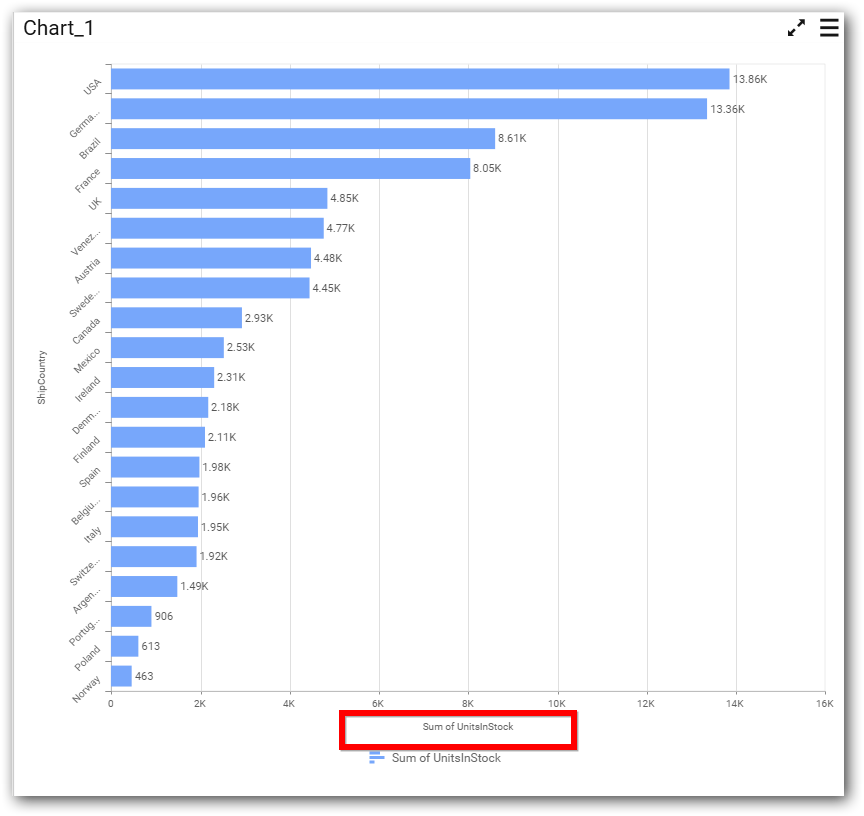 Chart_1
USA
13.86K
Germa...
13.36K
Brazil
8.61K
France
8.05K
UK
4.85K
Venez...
4.77K
Austria
4.48K
Swede...
4.45K
Canada
2.93K
Mexico
2.53K
Ireland
2.31K
Denm...
2.18K
Finland
2.11K
Spain
1.98K
Belgiu...
1.96K
Italy
1.95K
Switze...
1.92K
Argen...
1.49K
Portug...
906
Poland
613
Norway
463
ShipCountry
0 2K 4K 6K 8K 10K 12K 14K 16K
Sum of UnitsInStock
Sum of UnitsInStock